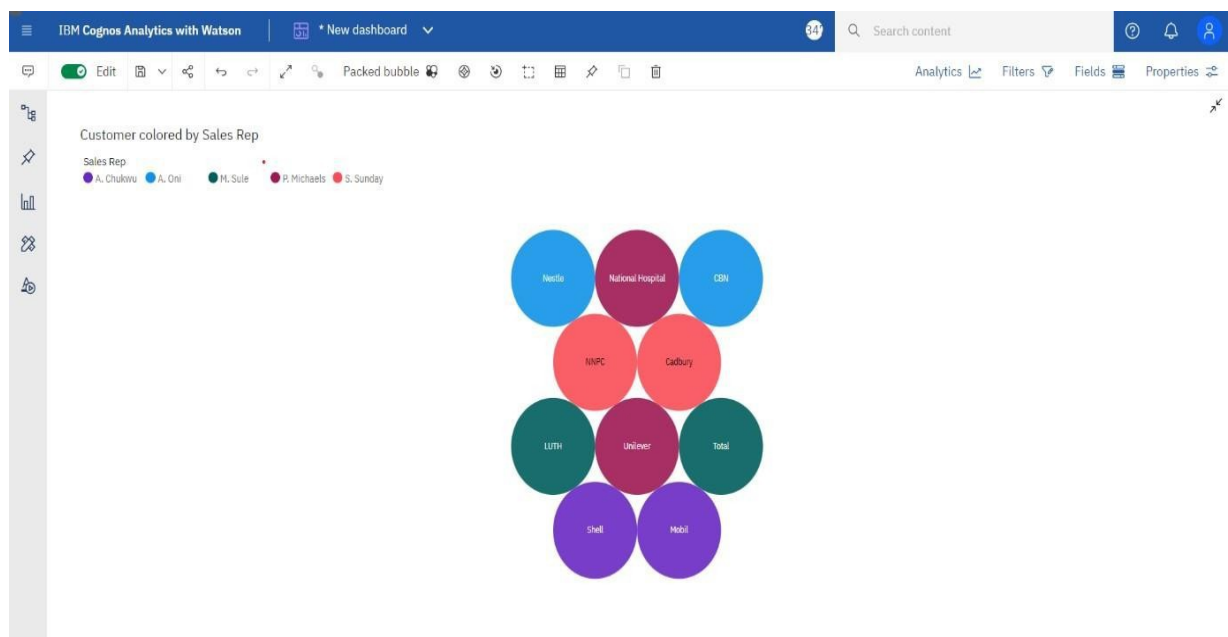 IBM Cognos Analytics with Watson
* New dashboard
Search content
Edit
Packed bubble
Analytics
Filters
Fields
Properties
Customer colored by Sales Rep
Sales Rep
A. Chukwu A. Oni M. Sule P. Michaels S. Sunday
Nestle National Hospital CBN
NNPC Cadbury
LUTH Unilever Total
Shell Mobil